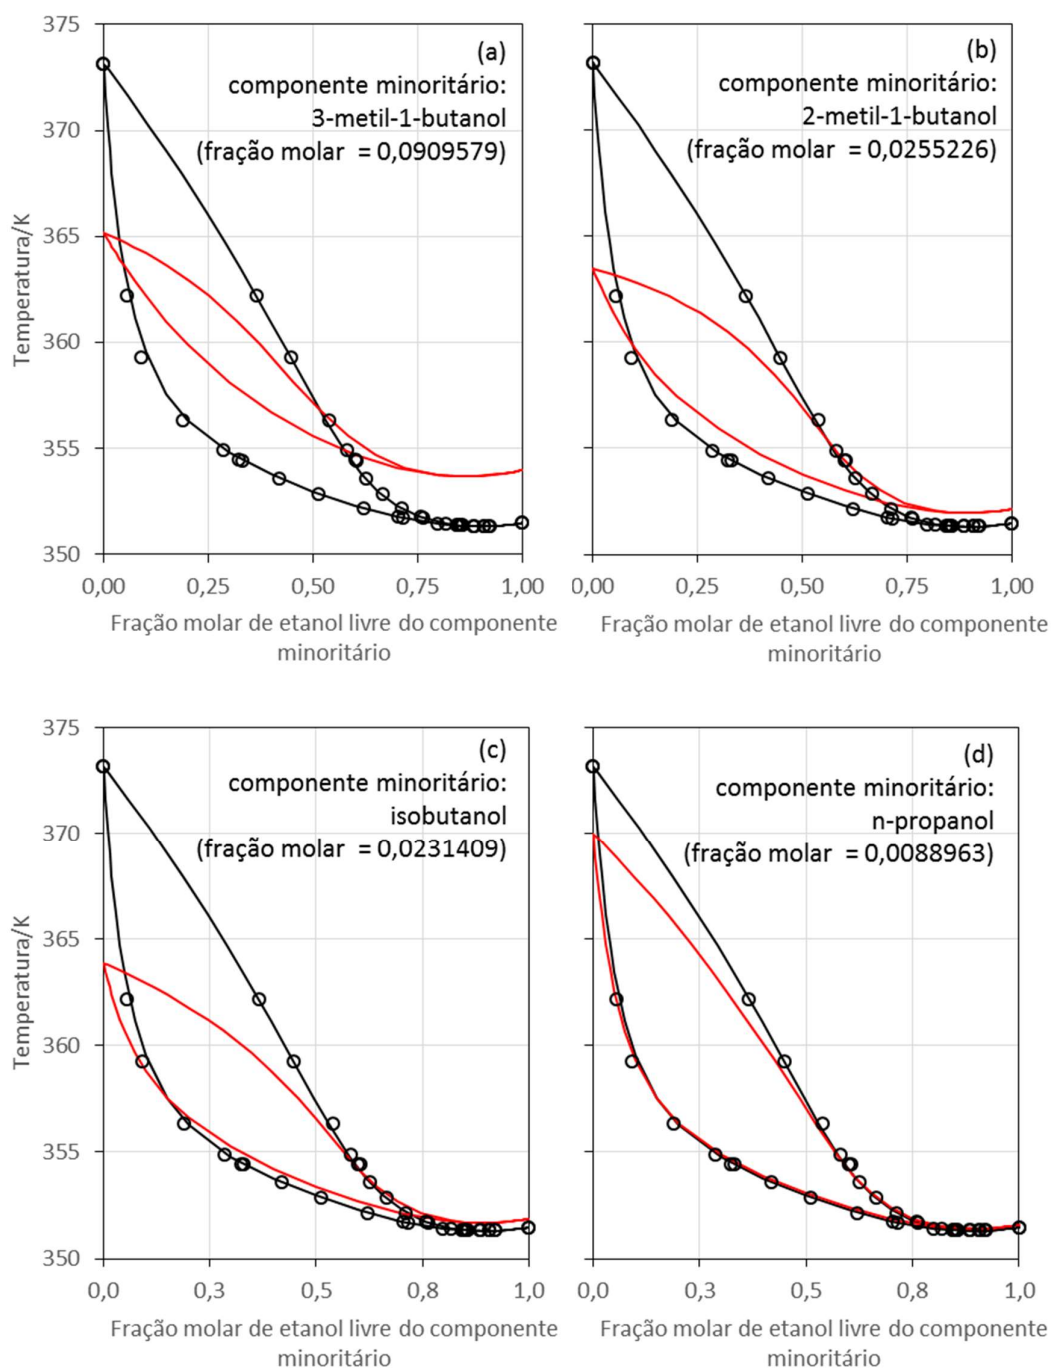 (a)
componente minoritário:
3-metil-1-butanol
(fração molar = 0,0909579)
375
370
365
360
355
350
Temperatura/K
0,00 0,25 0,50 0,75 1,00
Fração molar de etanol livre do componente
minoritário
(b)
componente minoritário:
2-metil-1-butanol
(fração molar = 0,0255226)
0,00 0,25 0,50 0,75 1,00
Fração molar de etanol livre do componente
minoritário
(c)
componente minoritário:
isobutanol
(fração molar = 0,0231409)
375
370
365
360
355
350
Temperatura/K
0,0 0,3 0,5 0,8 1,0
Fração molar de etanol livre do componente
minoritário
(d)
componente minoritário:
n-propanol
(fração molar = 0,0088963)
0,0 0,3 0,5 0,8 1,0
Fração molar de etanol livre do componente
minoritário